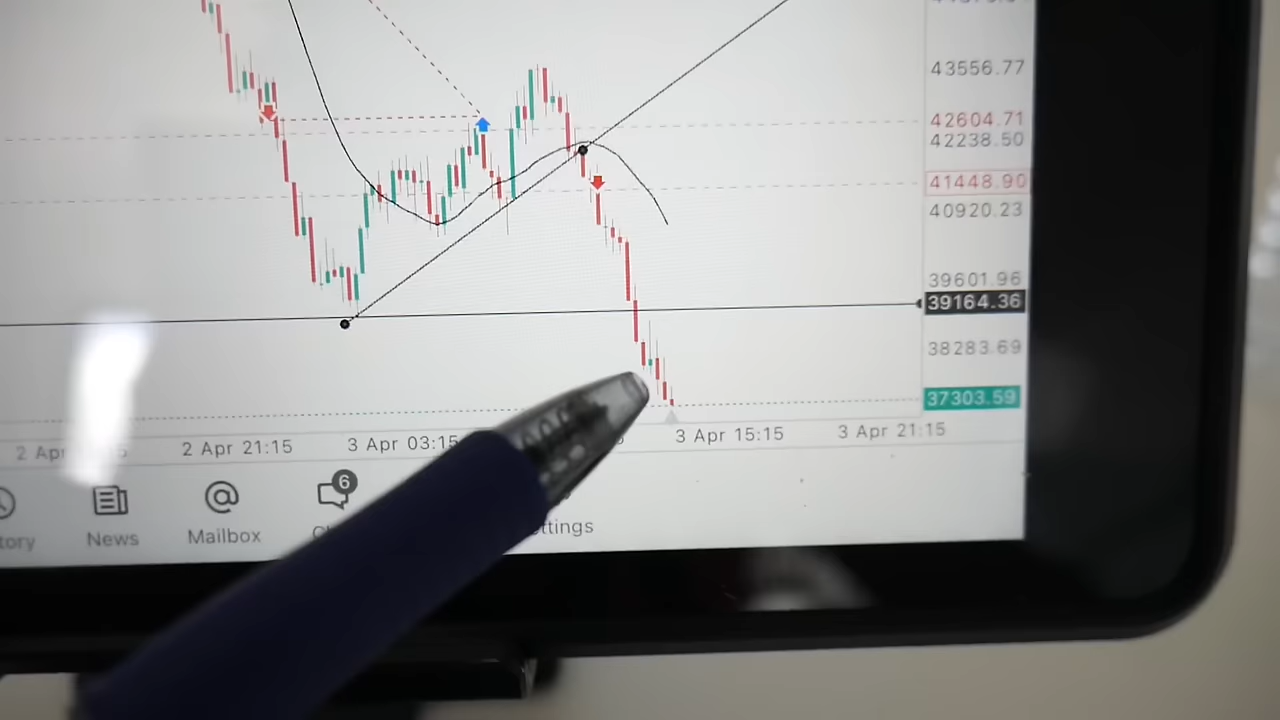 43556.77
42604.71
42238.50
41448.90
40920.23
39601.96
39164.36
38283.69
37303.59
2 Apr 21:15
3 Apr 03:15
3 Apr 15:15
3 Apr 21:15
6
News
Mailbox